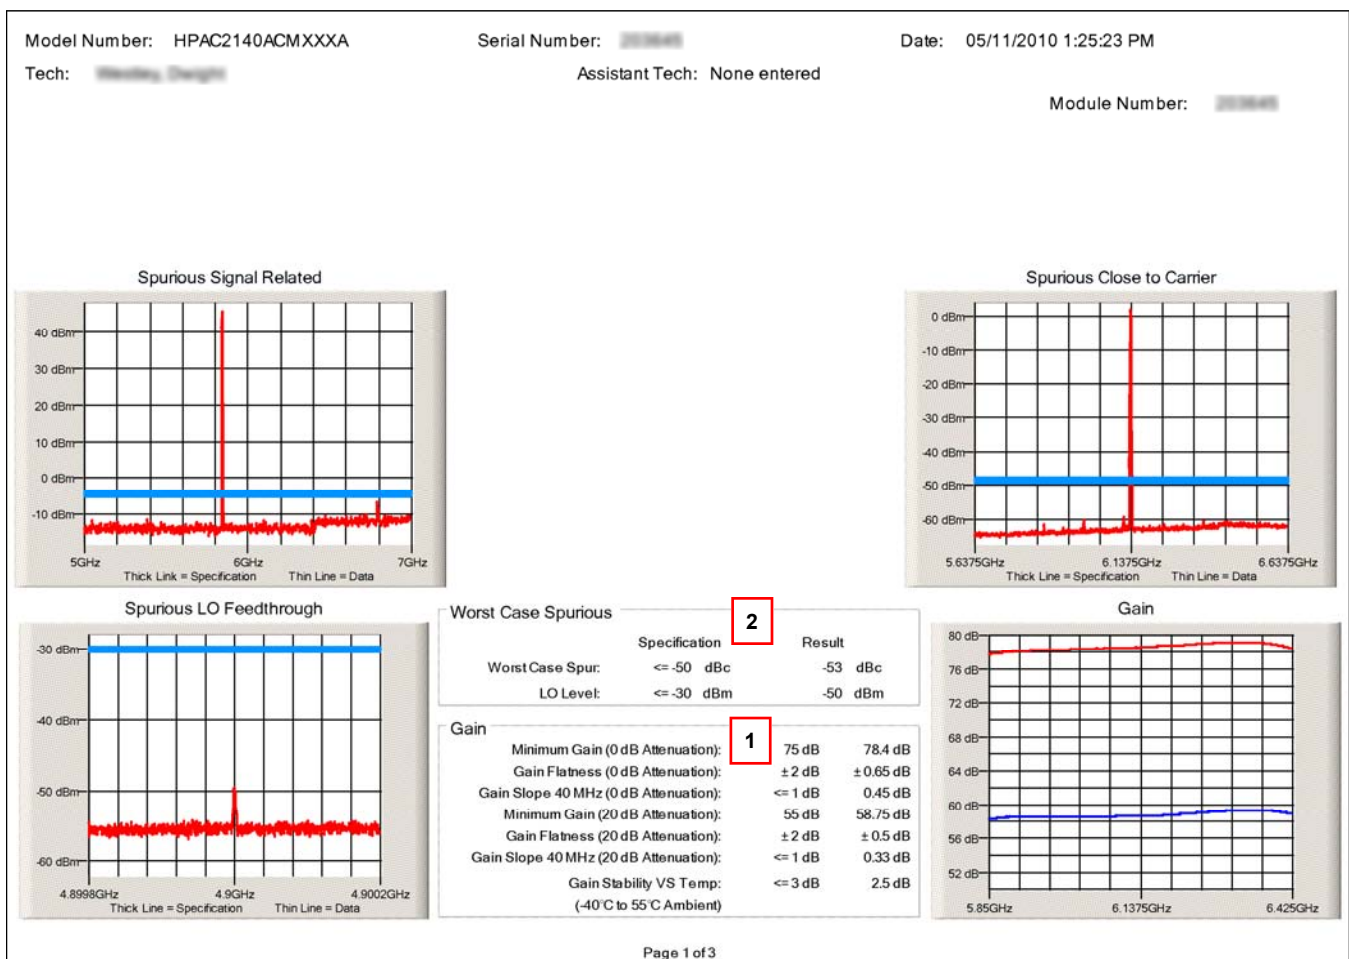 Model Number: HPAC2140ACMXXXA Serial Number: Date: 05/11/2010 1:25:23 PM
Tech: Assistant Tech: None entered
Module Number:
Spurious Signal Related
40 dBm
30 dBm
20 dBm
10 dBm
0 dBm
-10 dBm
5GHz 6GHz 7GHz
Thick Link = Specification Thin Line = Data
Spurious Close to Carrier
0 dBm
-10 dBm
-20 dBm
-30 dBm
-40 dBm
-50 dBm
-60 dBm
5.6375GHz 6.1375GHz 6.6375GHz
Thick Line = Specification Thin Line = Data
Spurious LO Feedthrough
-30 dBm
-40 dBm
-50 dBm
-60 dBm
4.8998GHz 4.9GHz 4.9002GHz
Thick Line = Specification Thin Line = Data
Worst Case Spurious 2
Specification Result
Worst Case Spur: <= -50 dBc -53 dBc
LO Level: <= -30 dBm -50 dBm
Gain 1
Minimum Gain (0 dB Attenuation): 75 dB 78.4 dB
Gain Flatness (0 dB Attenuation): ± 2 dB ± 0.65 dB
Gain Slope 40 MHz (0 dB Attenuation): <= 1 dB 0.45 dB
Minimum Gain (20 dB Attenuation): 55 dB 58.75 dB
Gain Flatness (20 dB Attenuation): ± 2 dB ± 0.5 dB
Gain Slope 40 MHz (20 dB Attenuation): <= 1 dB 0.33 dB
Gain Stability VS Temp: <= 3 dB 2.5 dB
(-40°C to 55°C Ambient)
Gain
80 dB
76 dB
72 dB
68 dB
64 dB
60 dB
56 dB
52 dB
5.85GHz 6.1375GHz 6.425GHz
Page 1 of 3